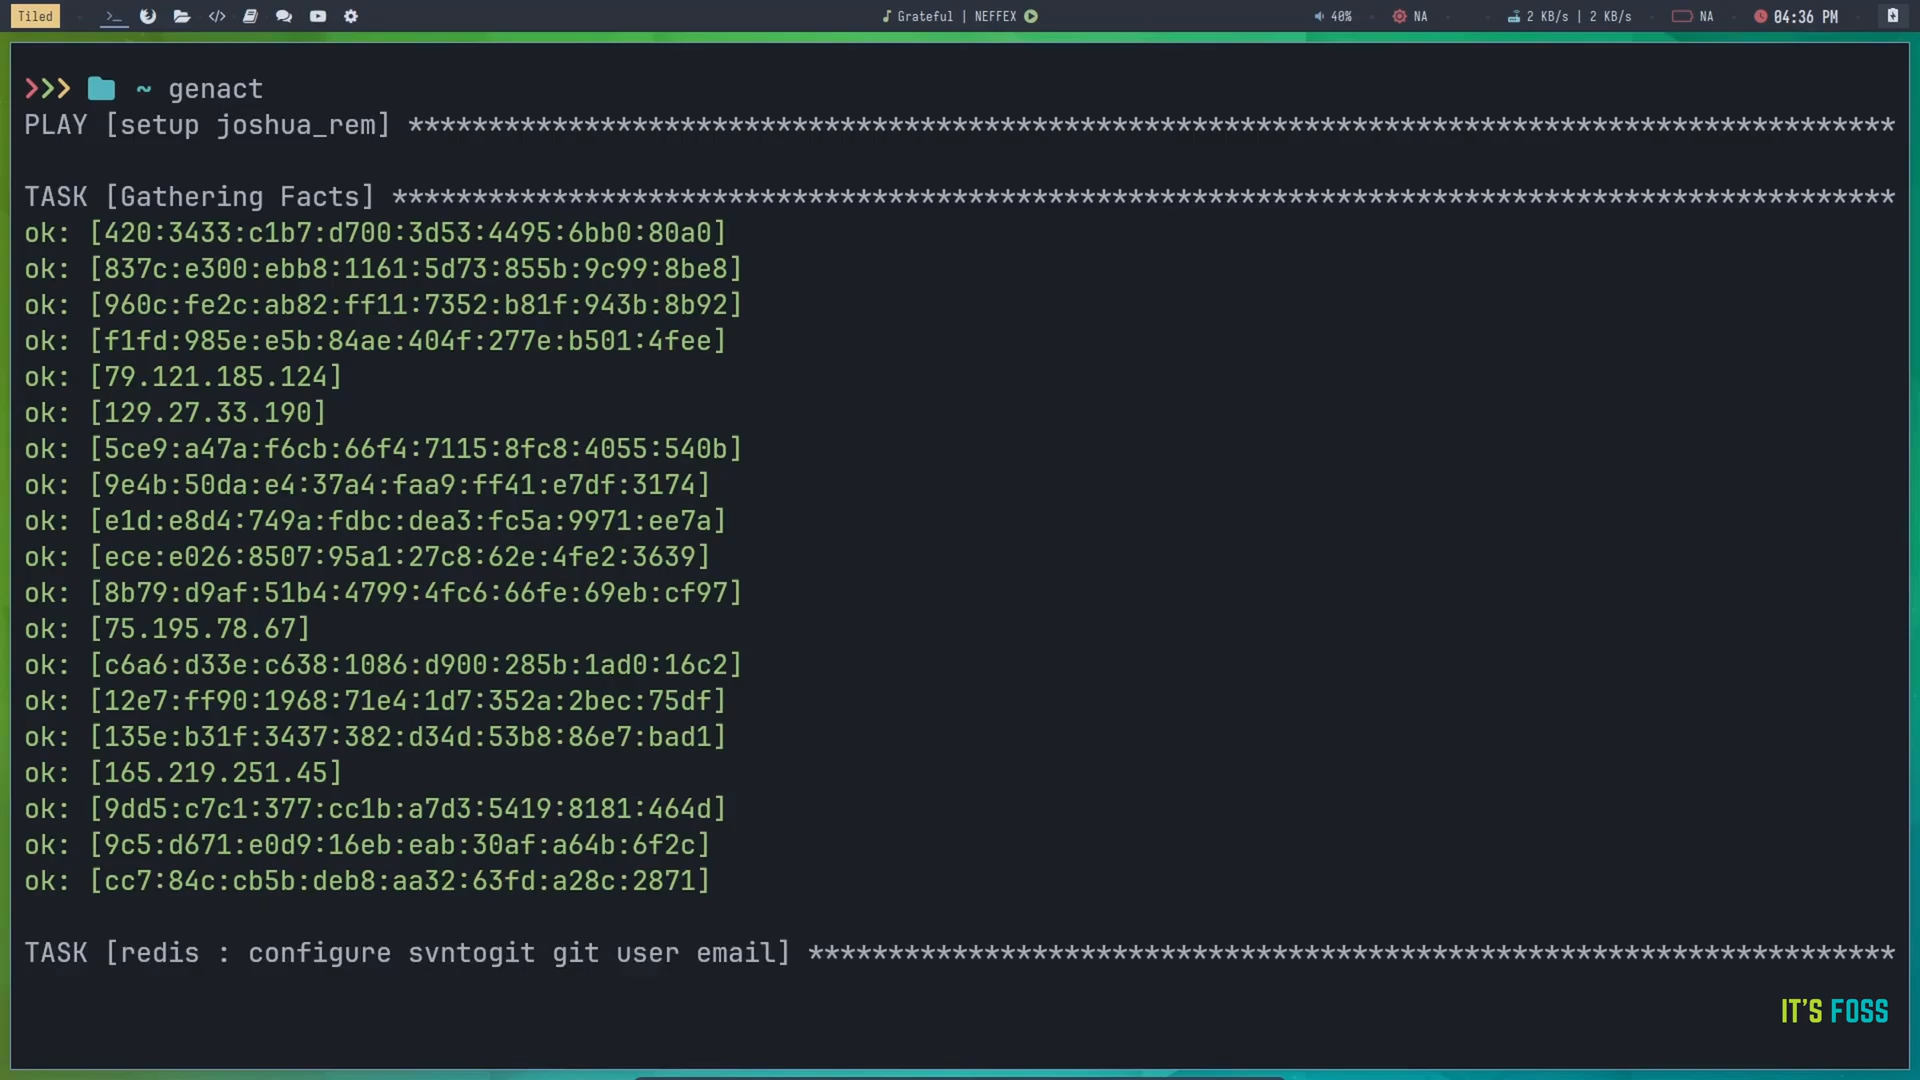 Tiled >_ </> Grateful | NEFFEX 40% NA 2 KB/s | 2 KB/s NA 04:36 PM
>>> ~ genact
PLAY [setup joshua_rem] *********************************************************************************************
TASK [Gathering Facts] **********************************************************************************************
ok: [420:3433:c1b7:d700:3d53:4495:6bb0:80a0]
ok: [837c:e300:ebb8:1161:5d73:855b:9c99:8be8]
ok: [960c:fe2c:ab82:ff11:7352:b81f:943b:8b92]
ok: [f1fd:985e:e5b:84ae:404f:277e:b501:4fee]
ok: [79.121.185.124]
ok: [129.27.33.190]
ok: [5ce9:a47a:f6cb:66f4:7115:8fc8:4055:540b]
ok: [9e4b:50da:e4:37a4:faa9:ff41:e7df:3174]
ok: [e1d:e8d4:749a:fdbc:dea3:fc5a:9971:ee7a]
ok: [ece:e026:8507:95a1:27c8:62e:4fe2:3639]
ok: [8b79:d9af:51b4:4799:4fc6:66fe:69eb:cf97]
ok: [75.195.78.67]
ok: [c6a6:d33e:c638:1086:d900:285b:1ad0:16c2]
ok: [12e7:ff90:1968:71e4:1d7:352a:2bec:75df]
ok: [135e:b31f:3437:382:d34d:53b8:86e7:bad1]
ok: [165.219.251.45]
ok: [9dd5:c7c1:377:cc1b:a7d3:5419:8181:464d]
ok: [9c5:d671:e0d9:16eb:eab:30af:a64b:6f2c]
ok: [cc7:84c:cb5b:deb8:aa32:63fd:a28c:2871]
TASK [redis : configure svntogit git user email] ********************************************************************
IT'S FOSS